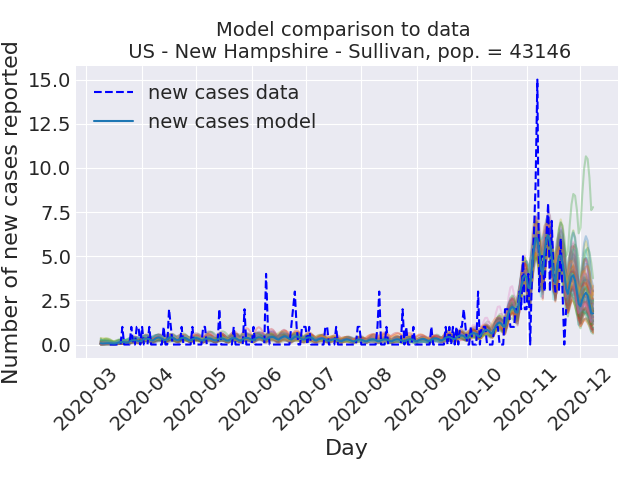 Model comparison to data
US - New Hampshire - Sullivan, pop. = 43146
Number of new cases reported
15.0
12.5
10.0
7.5
5.0
2.5
0.0
new cases data
new cases model
2020-03
2020-04
2020-05
2020-06
2020-07
2020-08
2020-09
2020-10
2020-11
2020-12
Day